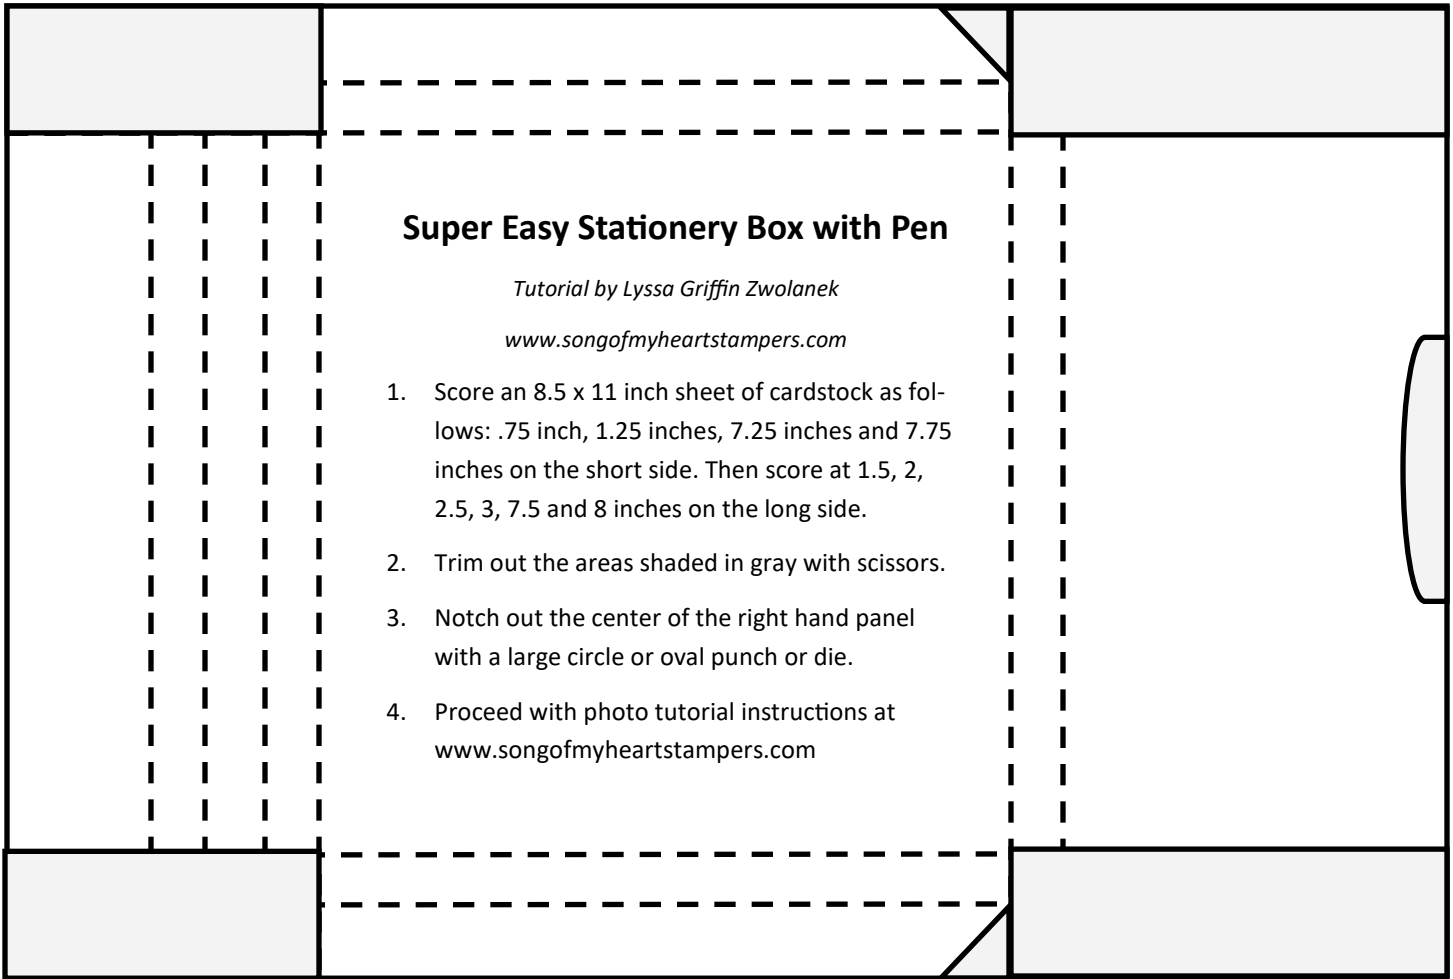 Super Easy Stationery Box with Pen
Tutorial by Lyssa Griffin Zwolanek
www.songofmyheartstampers.com
1. Score an 8.5 x 11 inch sheet of cardstock as fol-
lows: .75 inch, 1.25 inches, 7.25 inches and 7.75
inches on the short side. Then score at 1.5, 2,
2.5, 3, 7.5 and 8 inches on the long side.
2. Trim out the areas shaded in gray with scissors.
3. Notch out the center of the right hand panel
with a large circle or oval punch or die.
4. Proceed with photo tutorial instructions at
www.songofmyheartstampers.com